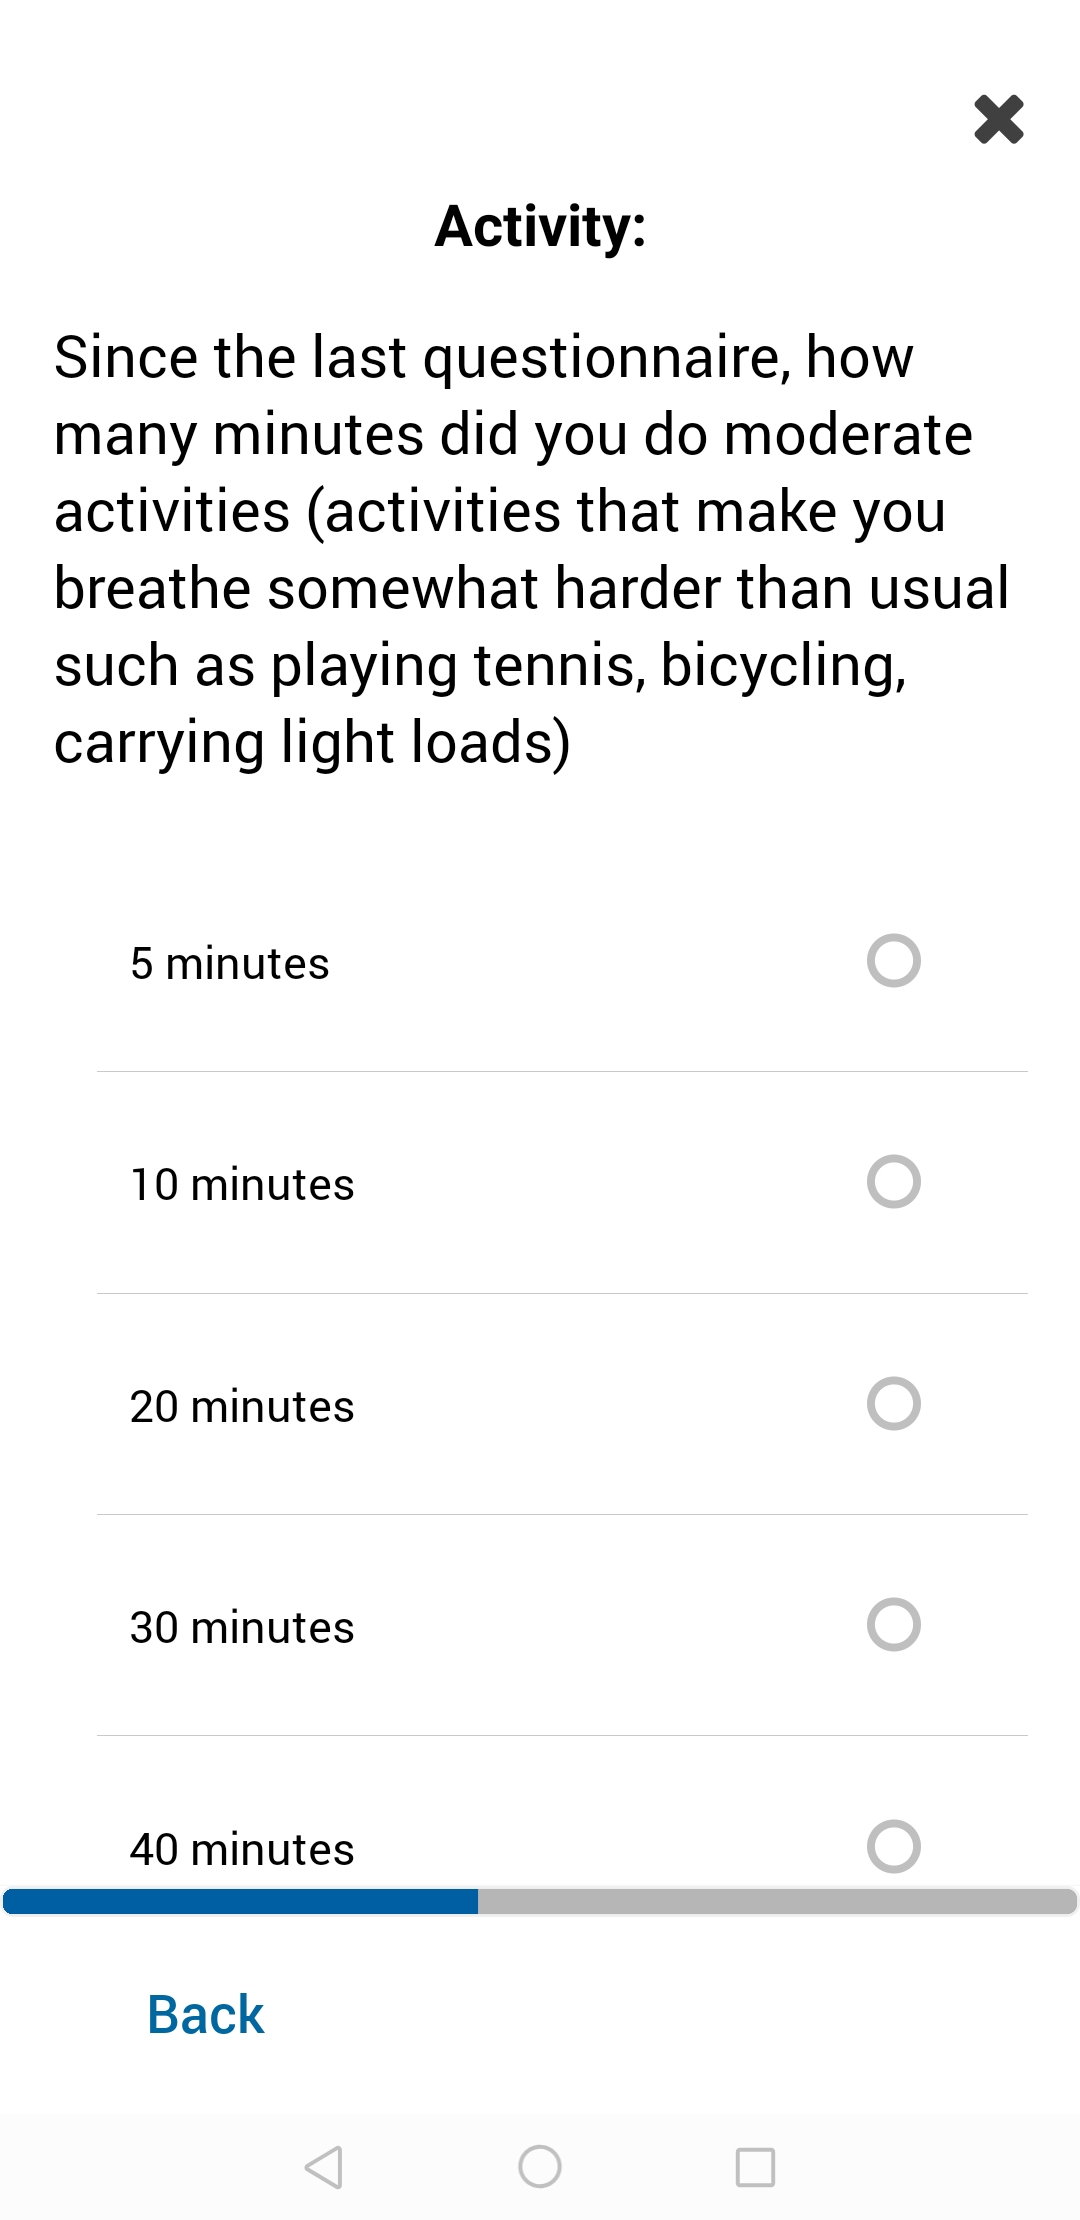 Activity:
Since the last questionnaire, how
many minutes did you do moderate
activities (activities that make you
breathe somewhat harder than usual
such as playing tennis, bicycling,
carrying light loads)
5 minutes
10 minutes
20 minutes
30 minutes
40 minutes
Back